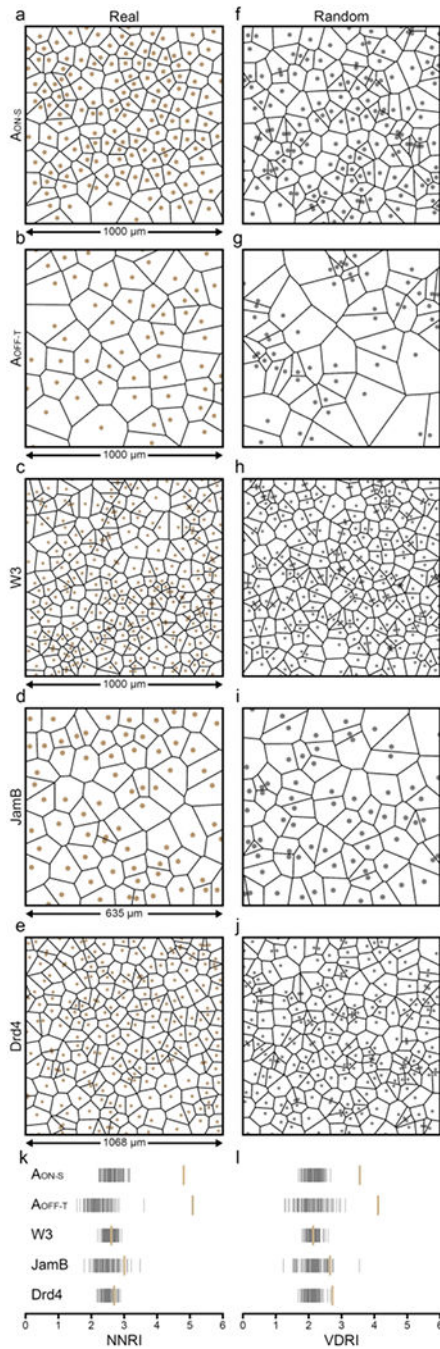 Real
Random
a
f
AON-S
1000 µm
b
g
AOFF-T
1000 µm
c
h
W3
1000 µm
d
i
JamB
635 µm
e
j
Drd4
1068 µm
k
l
AON-S
AOFF-T
W3
JamB
Drd4
0 1 2 3 4 5 6
0 1 2 3 4 5 6
NNRI
VDRI